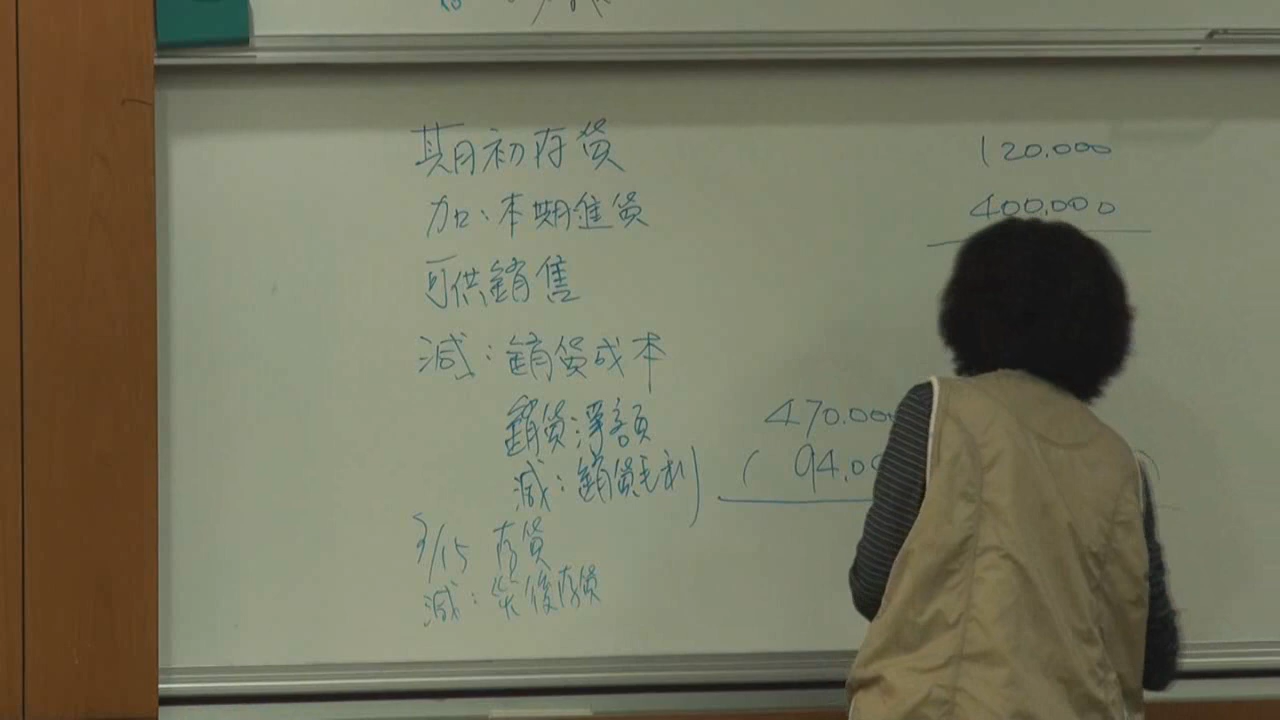 期初存貨 120.000
加：本期進貨 400.000
可供銷售
減：銷貨成本
銷貨淨額 470.000
減：銷貨毛利 ( 94.0
9/15 存貨
減：災後存貨